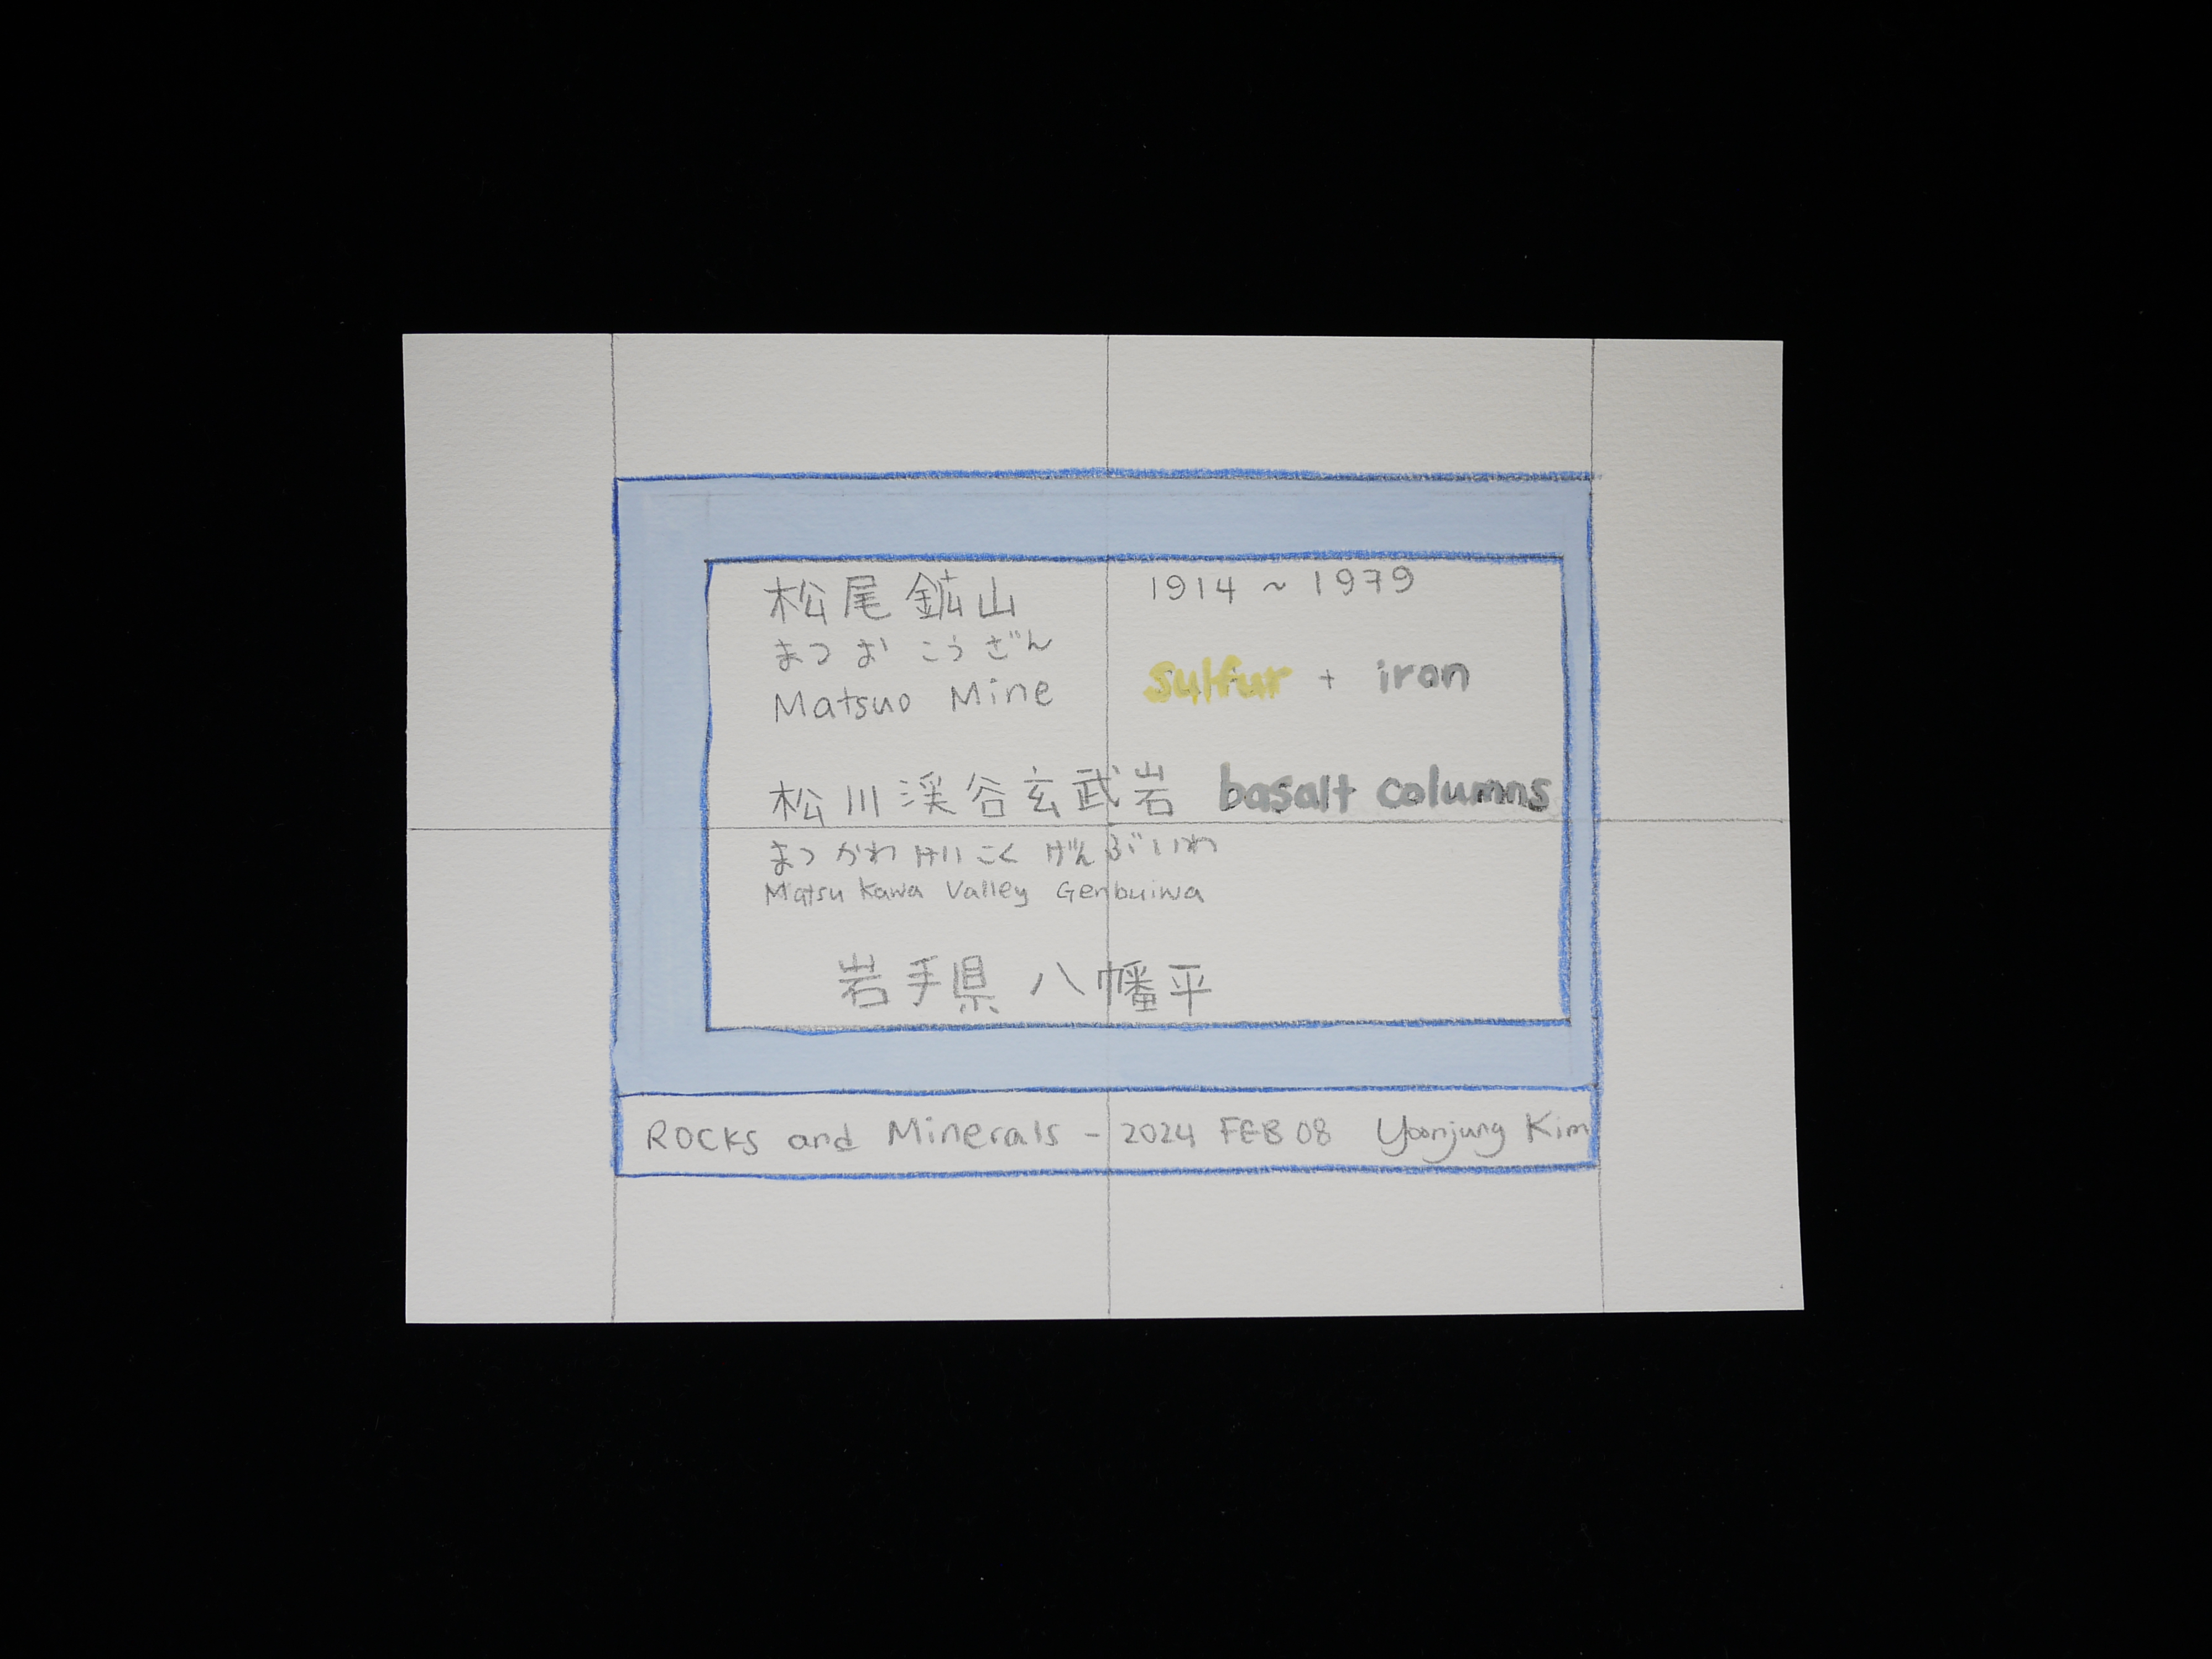 松尾鉱山 1914 ~ 1979
まつお こうざん
Matsuo Mine sulfur + iron
松川渓谷玄武岩 basalt columns
まつかわ けいこく げんぶいわ
Matsu Kawa Valley Genbuiwa
岩手県 八幡平
ROCKS and Minerals - 2024 FEB 08 Yoonjung Kim